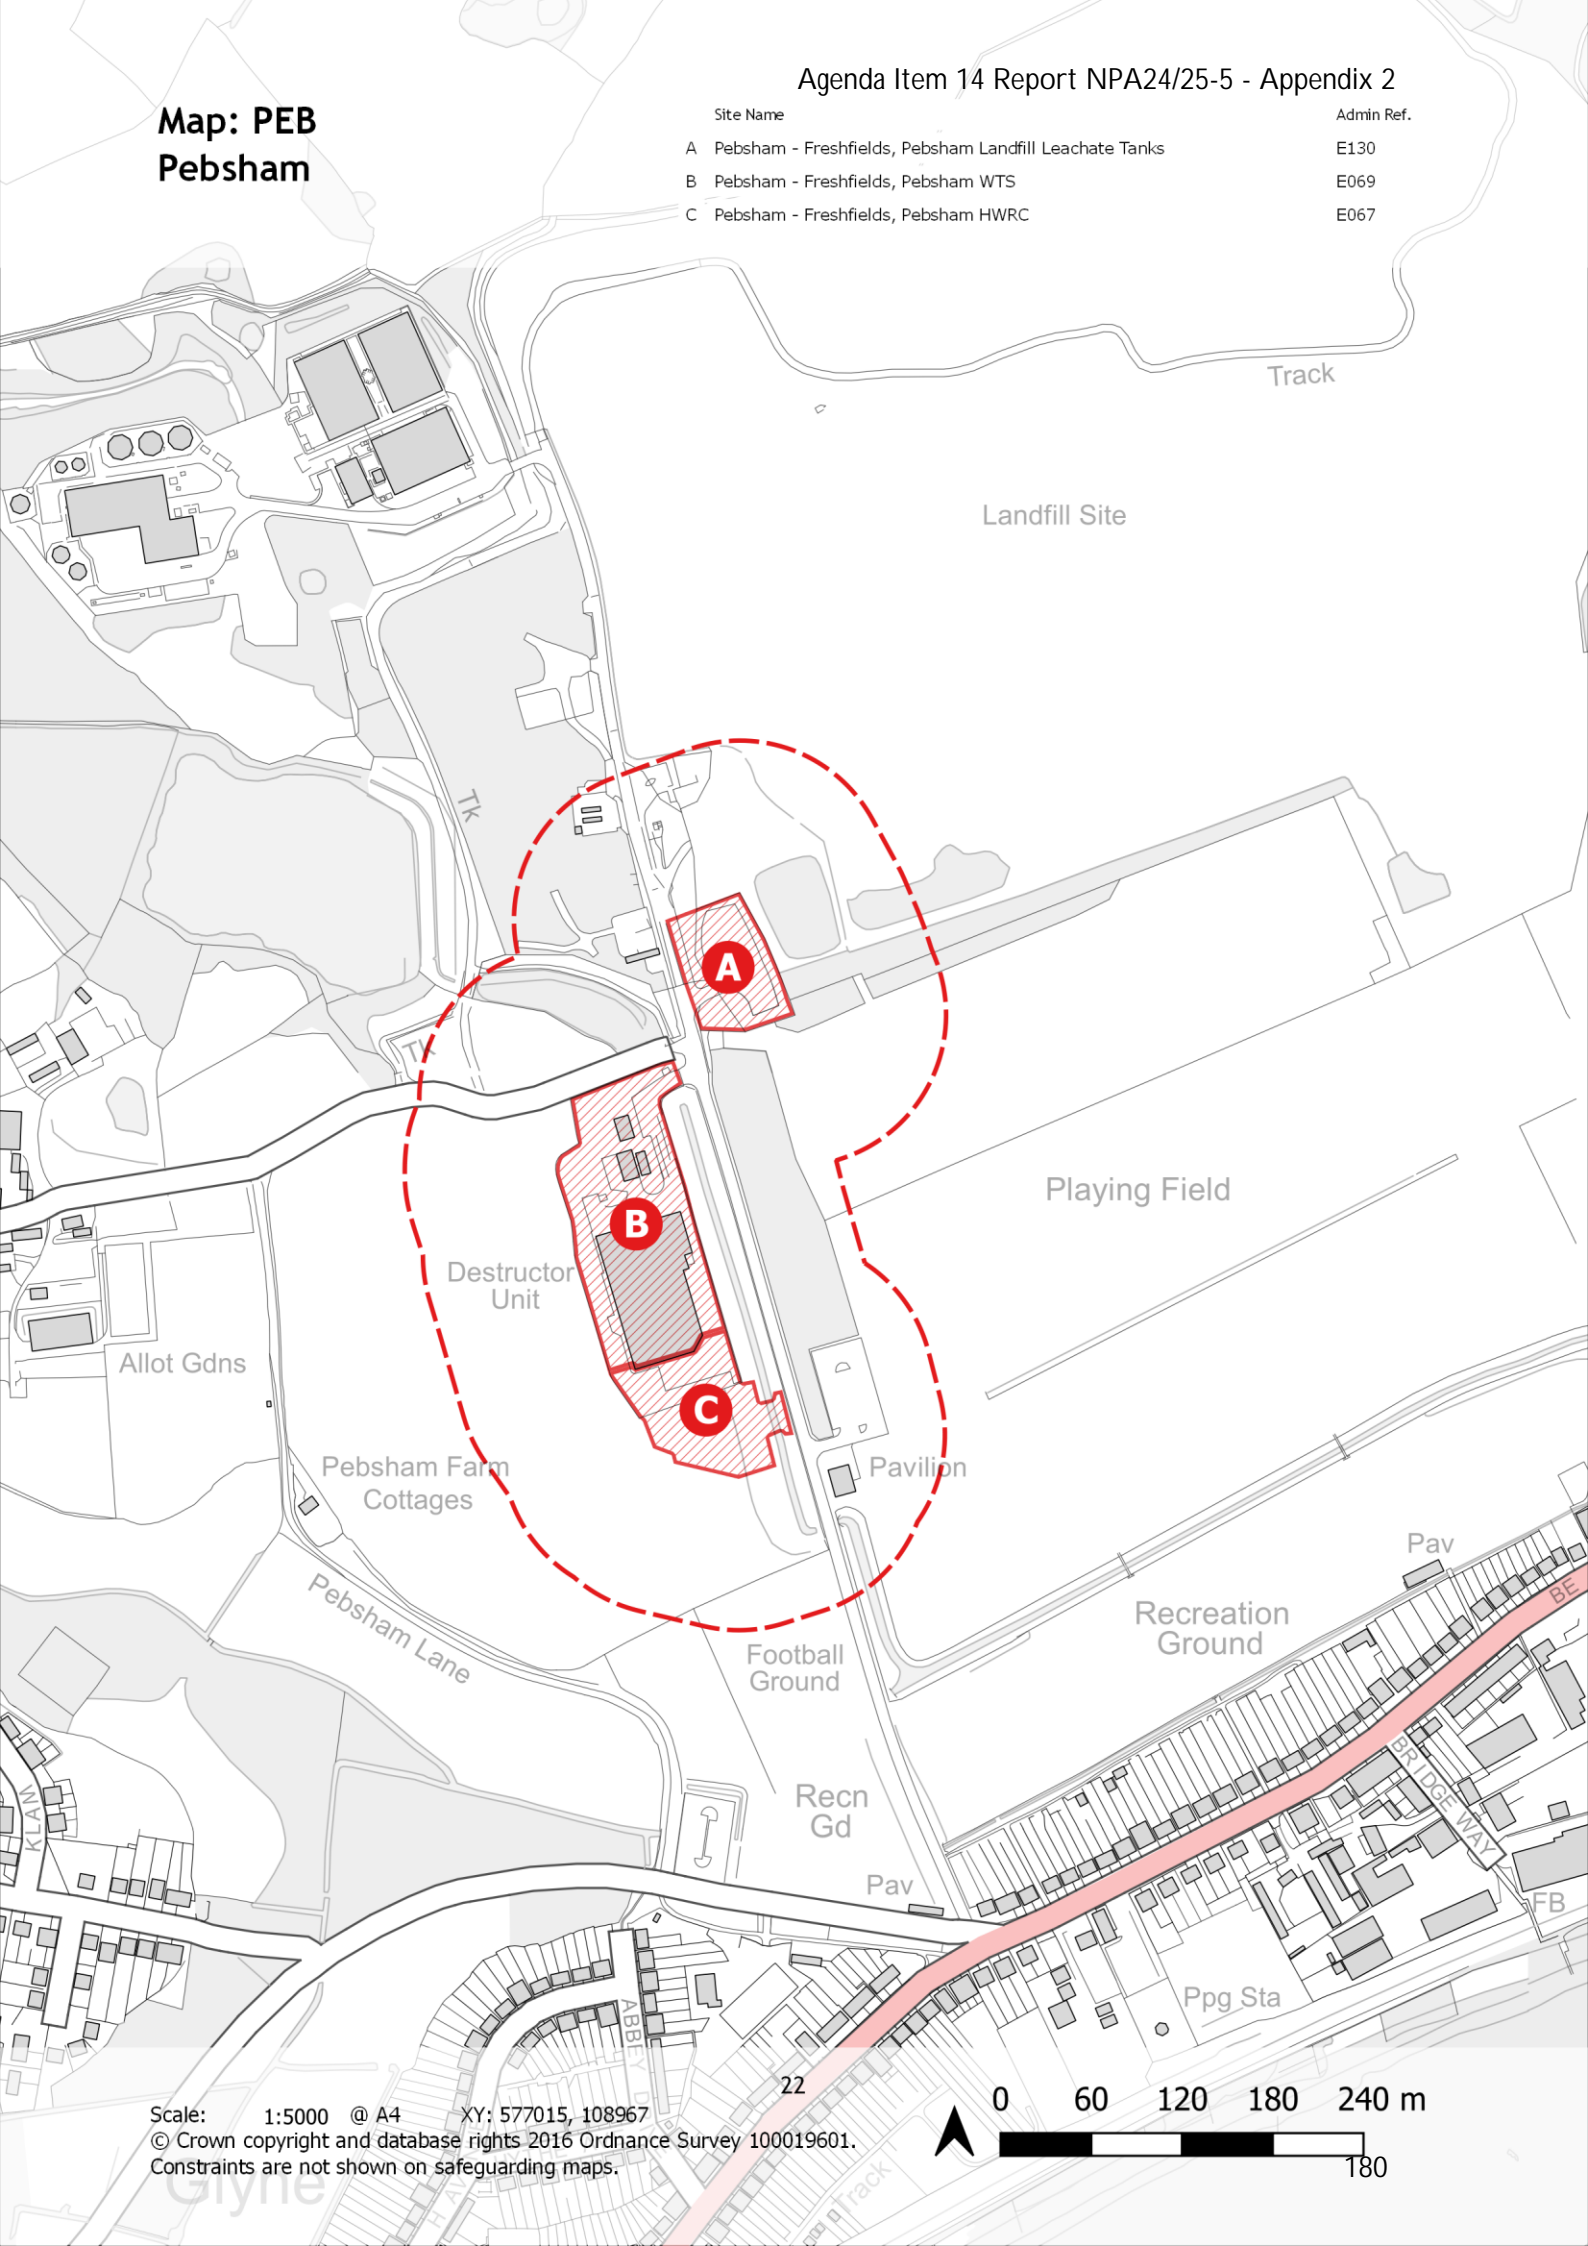 Agenda Item 14 Report NPA24/25-5 - Appendix 2
Map: PEB
Pebsham
Site Name Admin Ref.
A Pebsham - Freshfields, Pebsham Landfill Leachate Tanks E130
B Pebsham - Freshfields, Pebsham WTS E069
C Pebsham - Freshfields, Pebsham HWRC E067
Track
Landfill Site
Tk
A
Tk
Playing Field
B
Destructor
Unit
Allot Gdns
C
Pebsham Farm
Cottages
Pavilion
Pav
Pebsham Lane
Recreation
Ground
BE
Football
Ground
BRIDGE WAY
KLAW
Recn
Gd
Pav
FB
Ppg Sta
ABBEY D
22
0 60 120 180 240 m
Scale: 1:5000 @ A4 XY: 577015, 108967
© Crown copyright and database rights 2016 Ordnance Survey 100019601.
Constraints are not shown on safeguarding maps.
180
Glyne
Track